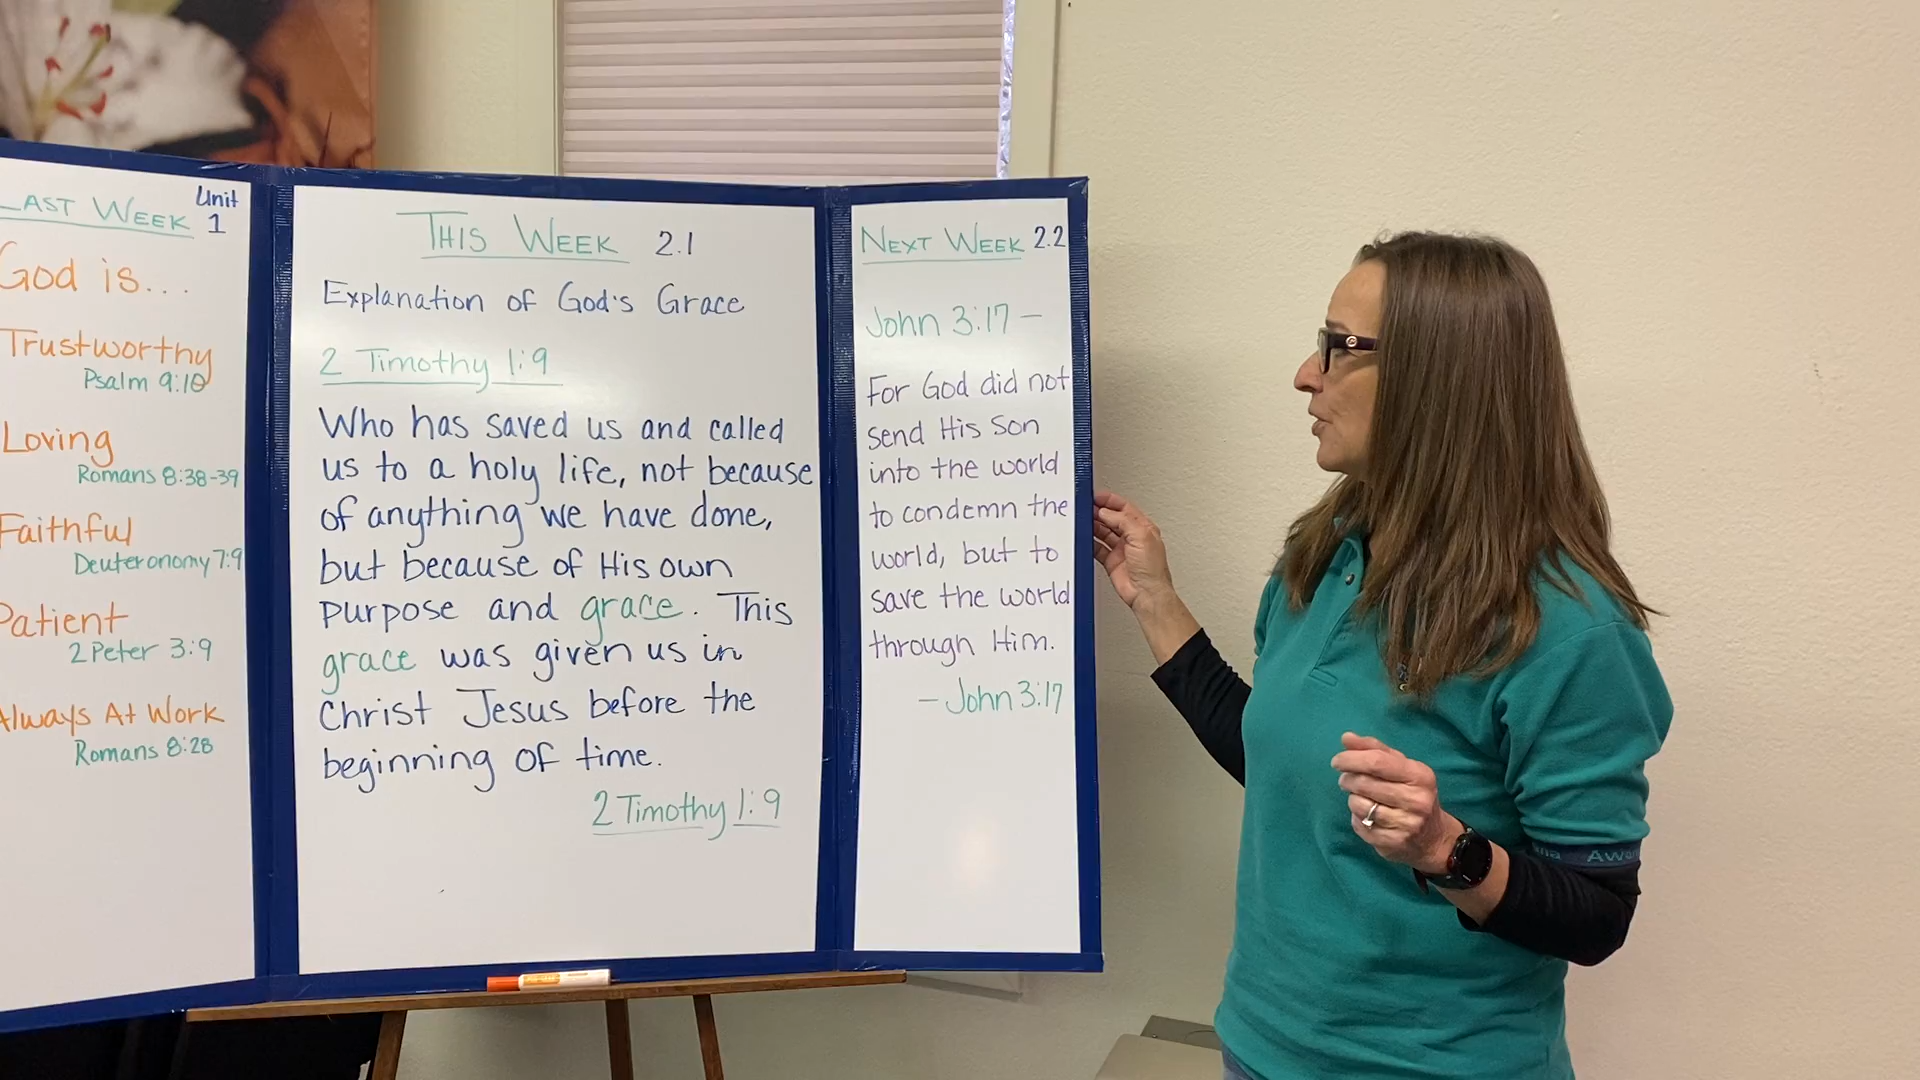 LAST WEEK Unit 1
God is...
Trustworthy
Psalm 9:10
Loving
Romans 8:38-39
Faithful
Deuteronomy 7:9
Patient
2 Peter 3:9
Always At Work
Romans 8:28
THIS WEEK 2.1
Explanation of God's Grace
2 Timothy 1:9
Who has saved us and called
us to a holy life, not because
of anything we have done,
but because of His own
purpose and grace. This
grace was given us in
Christ Jesus before the
beginning of time.
2 Timothy 1:9
NEXT WEEK 2.2
John 3:17 –
For God did not
send His Son
into the world
to condemn the
world, but to
save the world
through Him.
– John 3:17